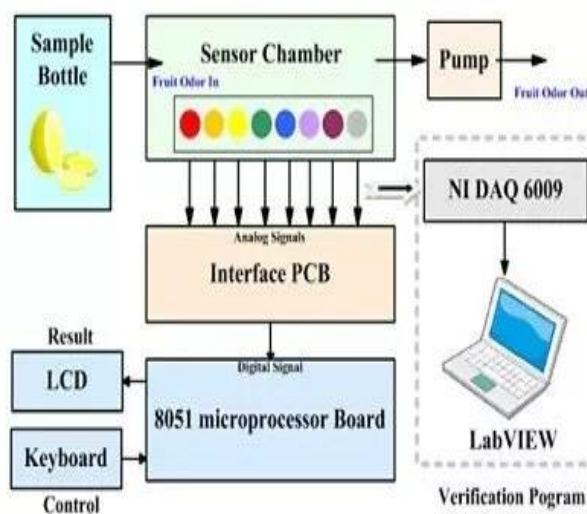 Sample
Bottle
Sensor Chamber
Fruit Odor In
Pump
Fruit Odor Out
Analog Signals
Interface PCB
NI DAQ 6009
LabVIEW
Verification Pogram
Result
LCD
Digital Signal
8051 microprocessor Board
Keyboard
Control